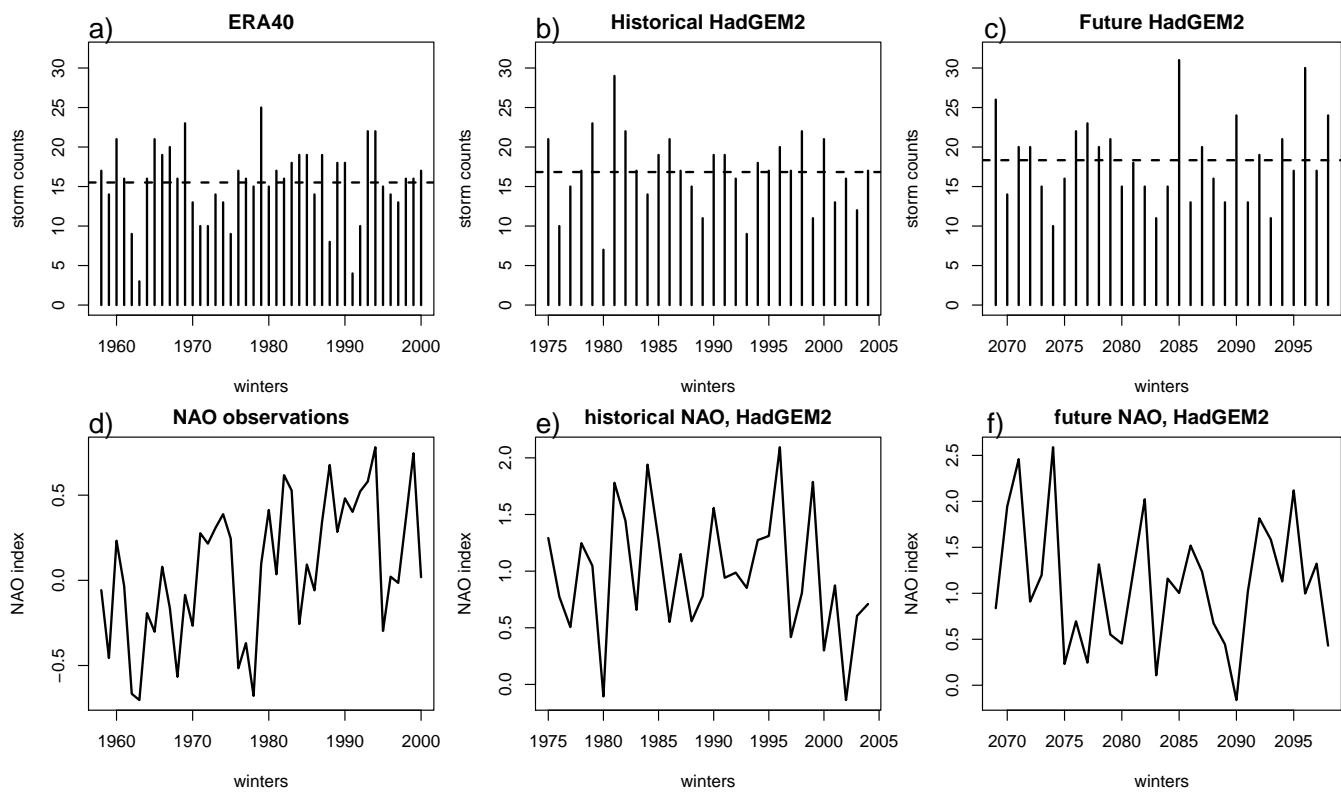 a) ERA40
storm counts
0 5 10 15 20 25 30
1960 1970 1980 1990 2000
winters
b) Historical HadGEM2
storm counts
0 5 10 15 20 25 30
1975 1980 1985 1990 1995 2000 2005
winters
c) Future HadGEM2
storm counts
0 5 10 15 20 25 30
2070 2075 2080 2085 2090 2095
winters
d) NAO observations
NAO index
−0.5 0.0 0.5
1960 1970 1980 1990 2000
winters
e) historical NAO, HadGEM2
NAO index
0.0 0.5 1.0 1.5 2.0
1975 1980 1985 1990 1995 2000 2005
winters
f) future NAO, HadGEM2
NAO index
0.0 0.5 1.0 1.5 2.0 2.5
2070 2075 2080 2085 2090 2095
winters